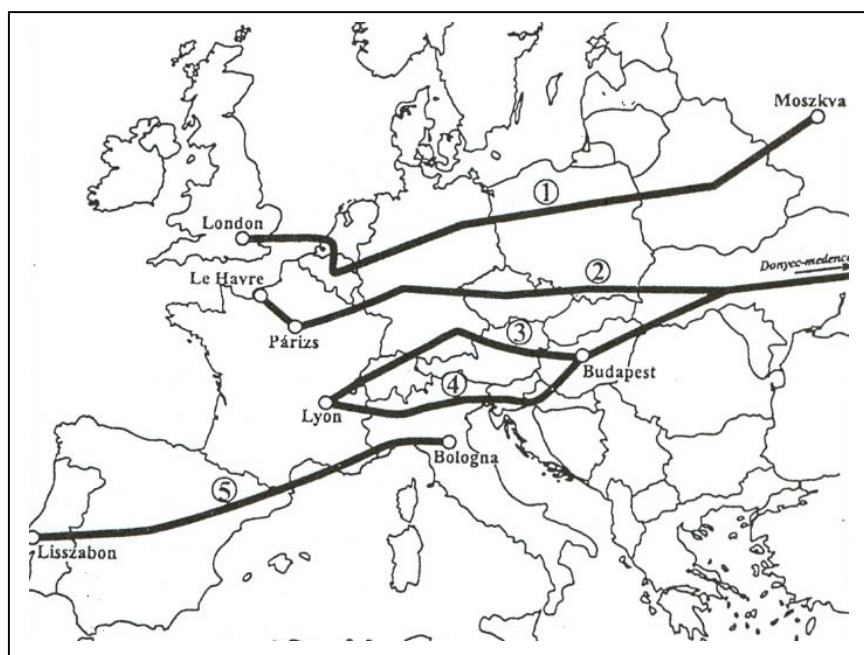 Moszkva
①
London
Le Havre
②
Donyec-medence
Párizs
③
Budapest
④
Lyon
Bologna
⑤
Lisszabon